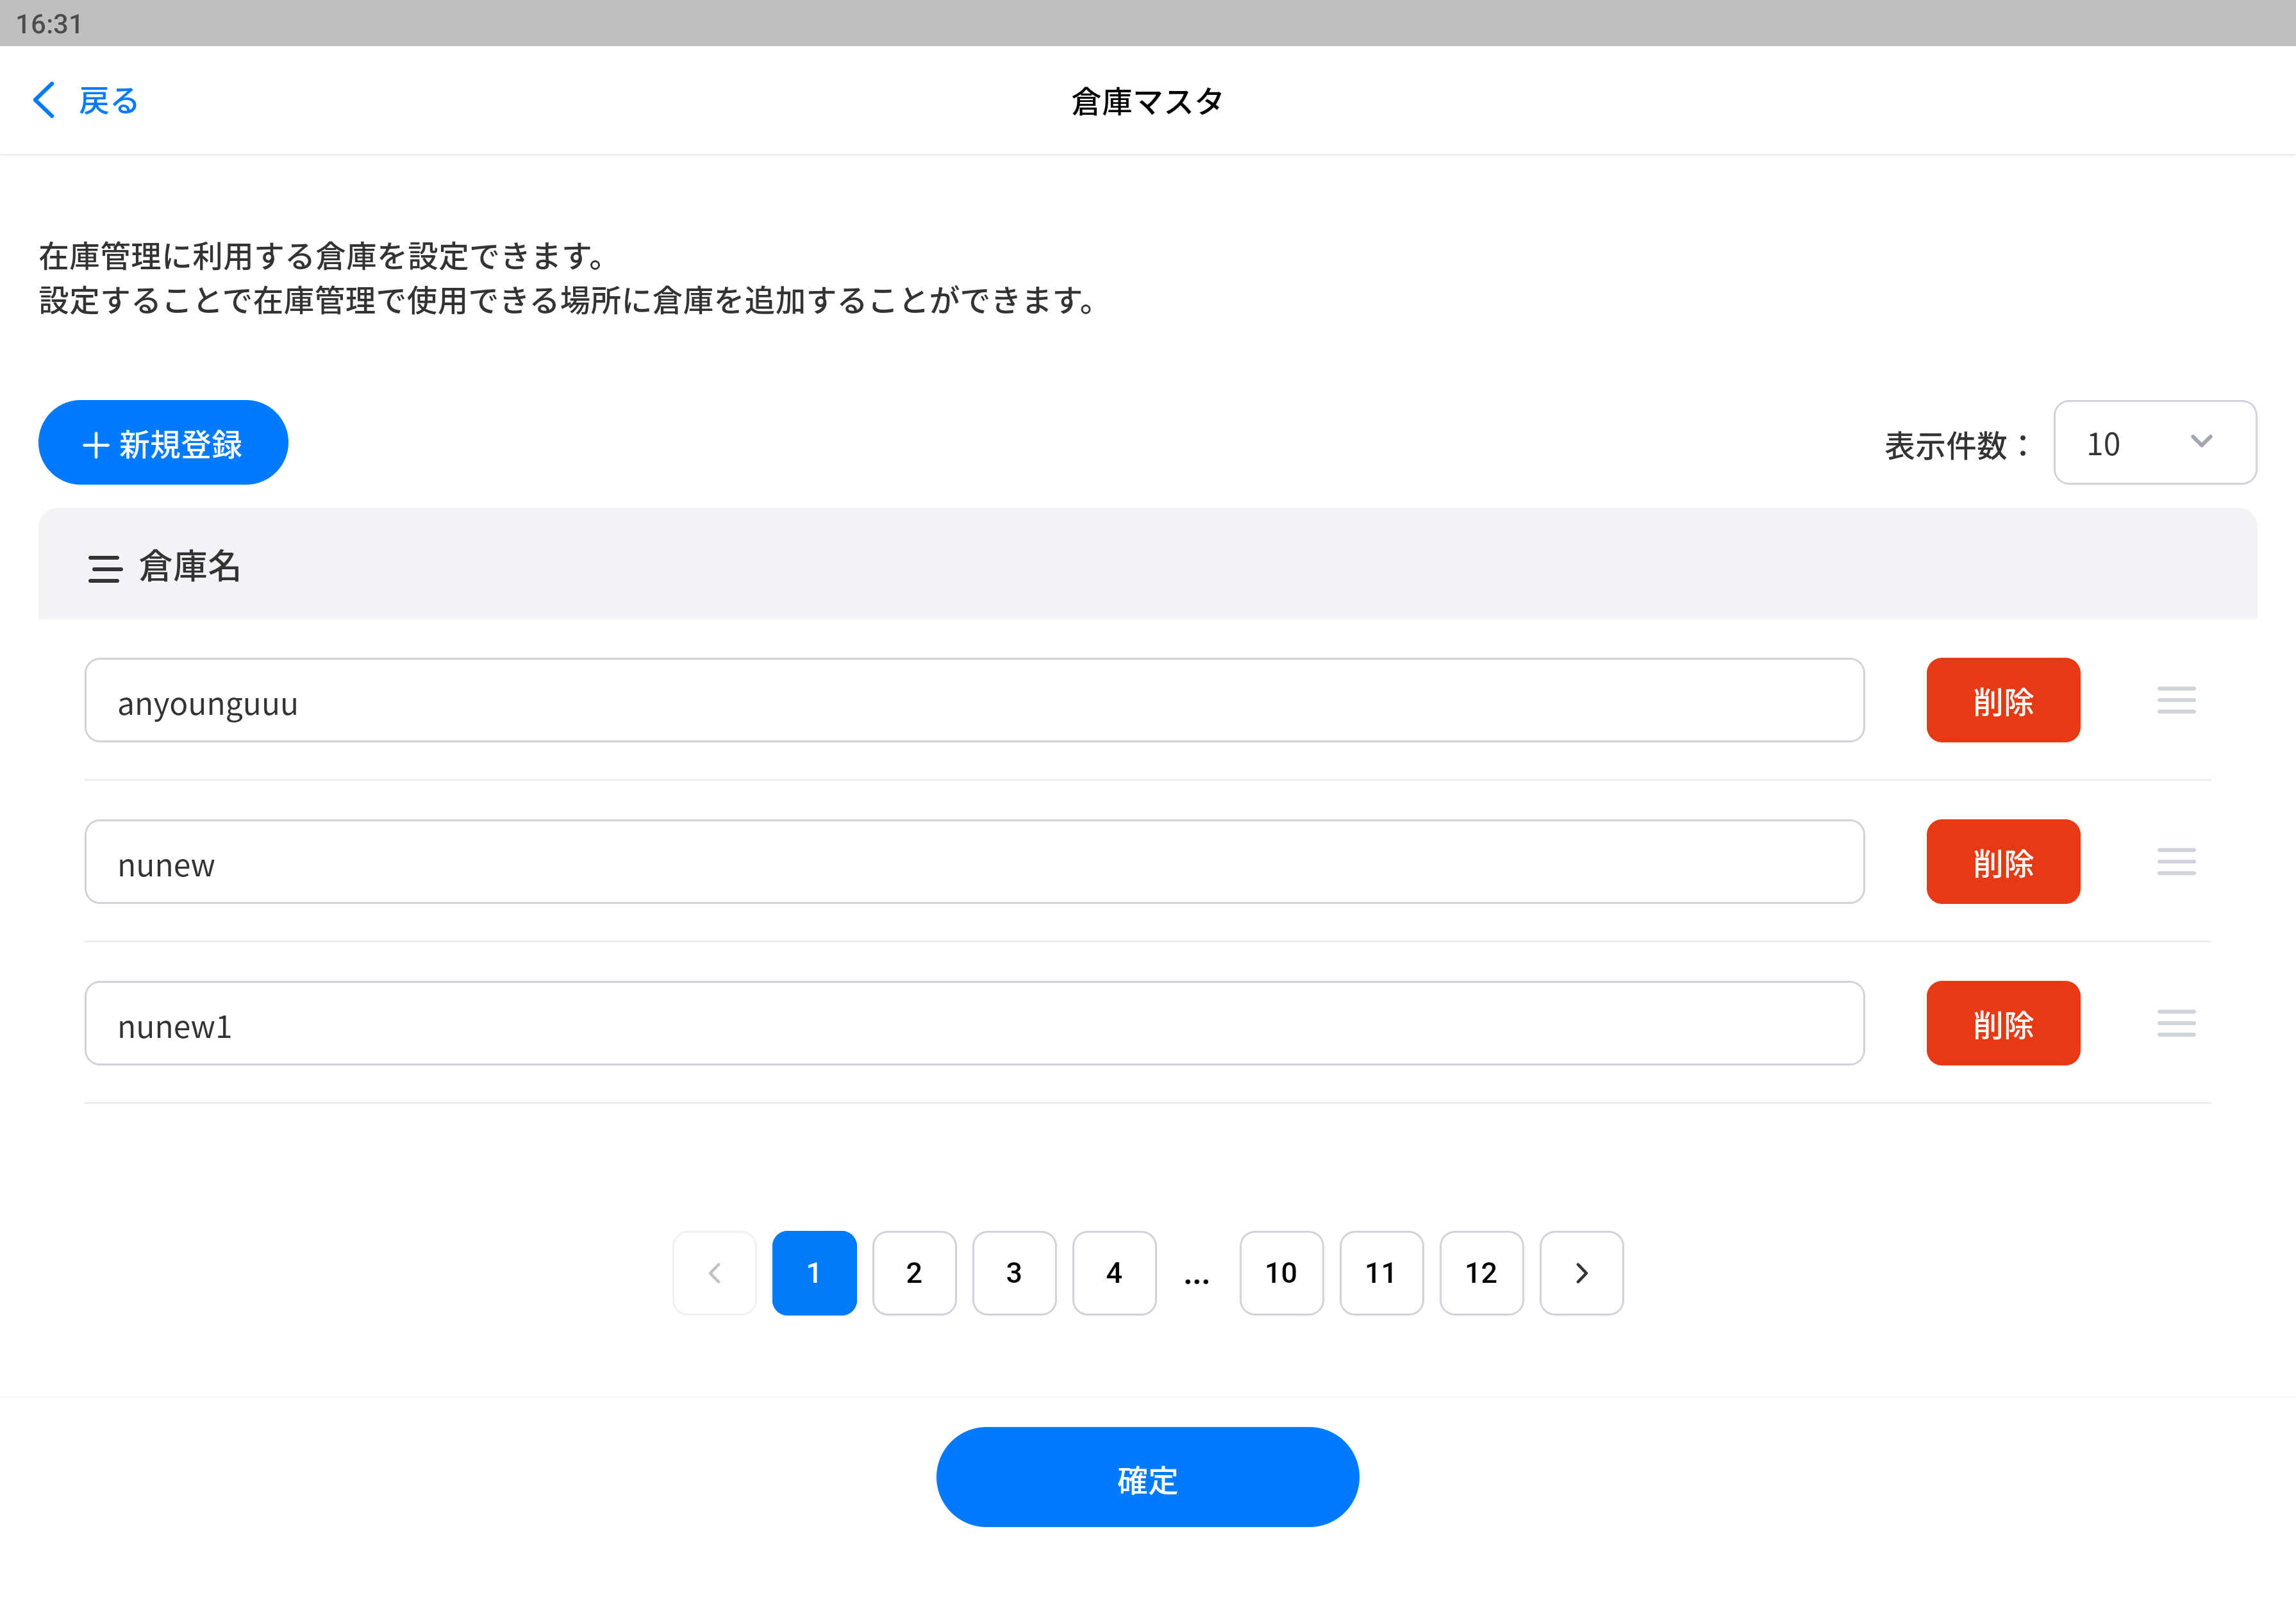 16:31
戻る
倉庫マスタ
在庫管理に利用する倉庫を設定できます。
設定することで在庫管理で使用できる場所に倉庫を追加することができます。
新規登録
表示件数： 10
倉庫名
anyounguuu 削除
nunew 削除
nunew1 削除
1 2 3 4 ... 10 11 12
確定